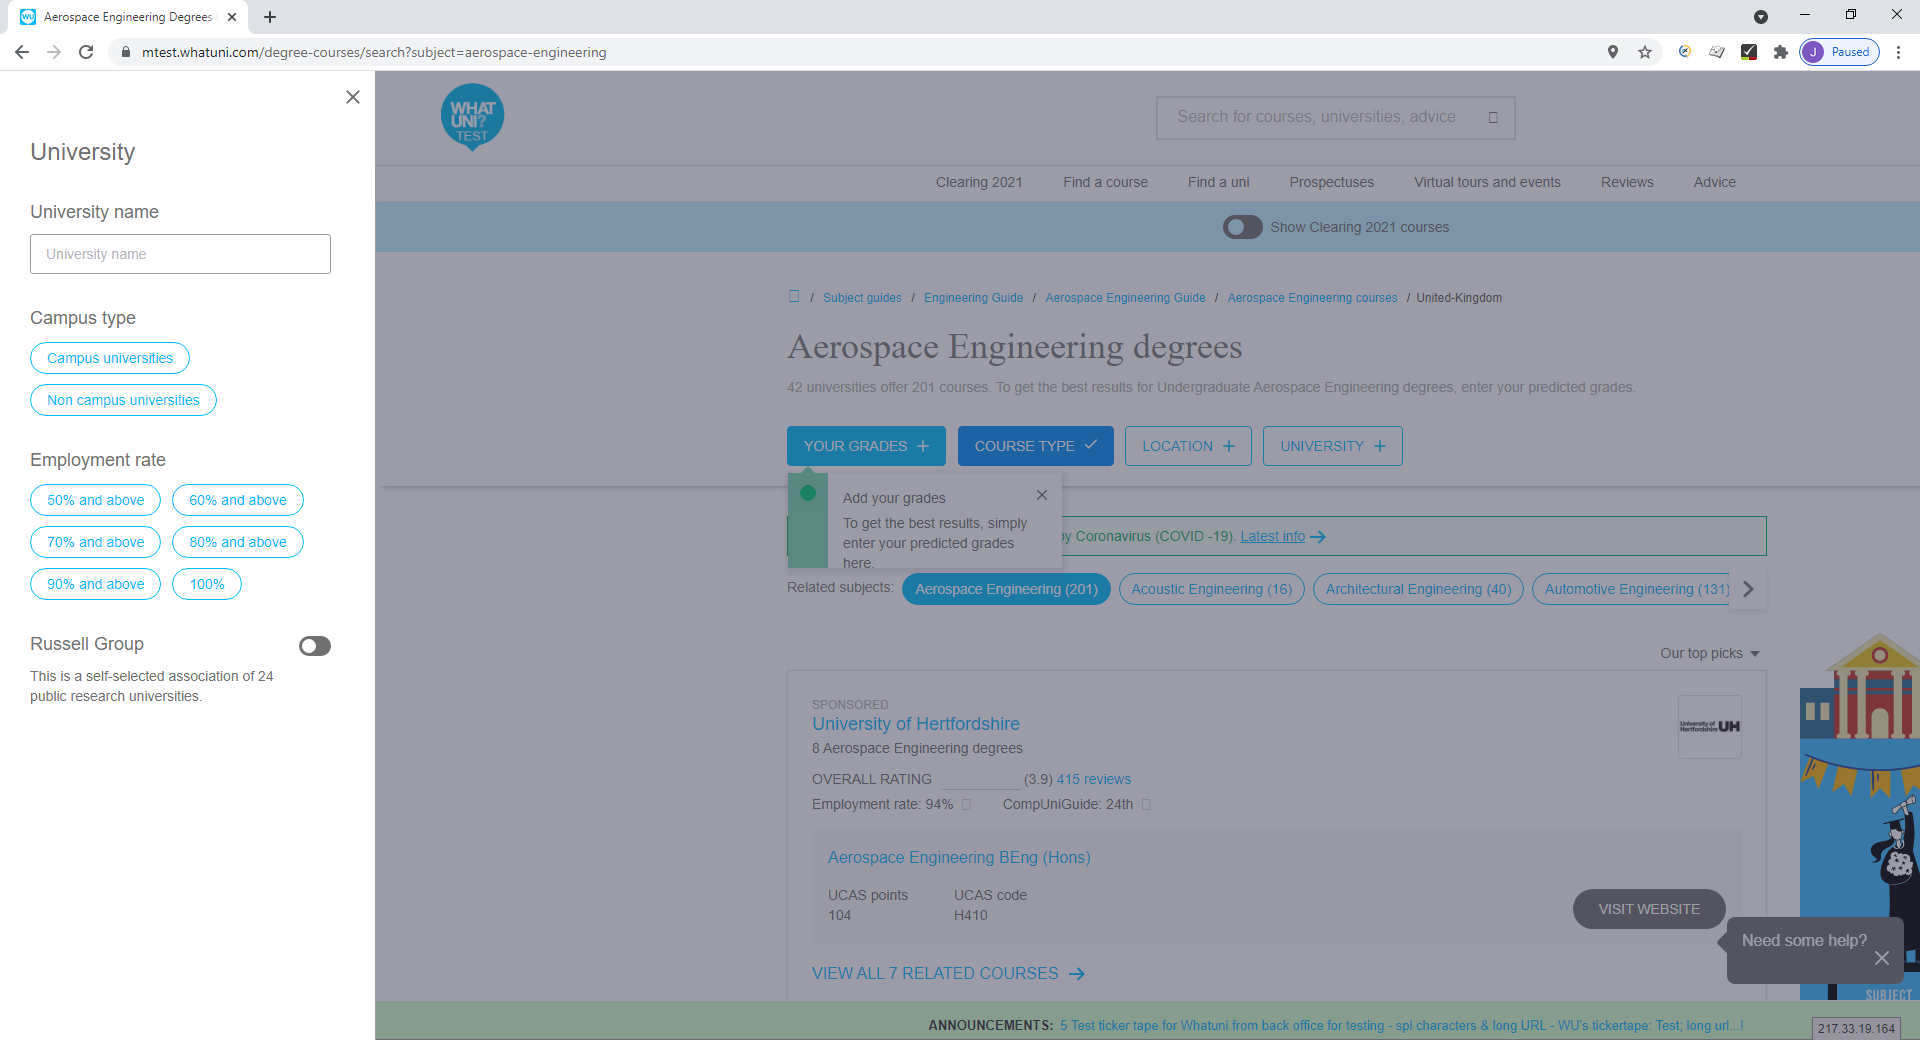 Aerospace Engineering Degrees
mtest.whatuni.com/degree-courses/search?subject=aerospace-engineering
J Paused
University
University name
University name
Campus type
Campus universities
Non campus universities
Employment rate
50% and above
60% and above
70% and above
80% and above
90% and above
100%
Russell Group
This is a self-selected association of 24
public research universities.
WHAT
UNI?
TEST
Search for courses, universities, advice
Clearing 2021 Find a course Find a uni Prospectuses Virtual tours and events Reviews Advice
Show Clearing 2021 courses
/ Subject guides / Engineering Guide / Aerospace Engineering Guide / Aerospace Engineering courses / United-Kingdom
Aerospace Engineering degrees
42 universities offer 201 courses. To get the best results for Undergraduate Aerospace Engineering degrees, enter your predicted grades.
YOUR GRADES + COURSE TYPE LOCATION + UNIVERSITY +
Add your grades
To get the best results, simply
enter your predicted grades
here.
by Coronavirus (COVID -19). Latest info
Related subjects: Aerospace Engineering (201) Acoustic Engineering (16) Architectural Engineering (40) Automotive Engineering (131)
Our top picks
SPONSORED
University of Hertfordshire
8 Aerospace Engineering degrees
University of
Hertfordshire UH
OVERALL RATING (3.9) 415 reviews
Employment rate: 94% CompUniGuide: 24th
Aerospace Engineering BEng (Hons)
UCAS points UCAS code
104 H410
VISIT WEBSITE
Need some help?
VIEW ALL 7 RELATED COURSES
SUBJECT
ANNOUNCEMENTS: 5 Test ticker tape for Whatuni from back office for testing - spl characters & long URL - WU's tickertape: Test; long url...!
217.33.19.164